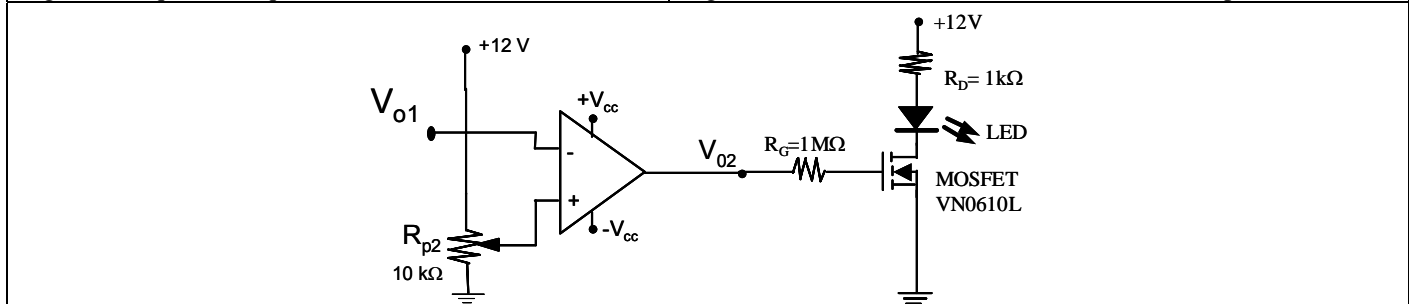 +12V
+12 V
R_D= 1kΩ
V_o1
+V_cc
LED
-
V_02
R_G=1MΩ
MOSFET
VN0610L
+
-V_cc
R_p2
10 kΩ